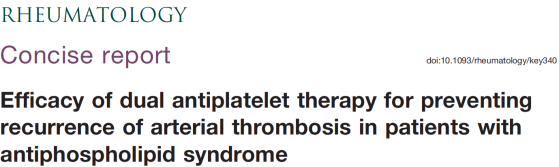 RHEUMATOLOGY
Concise report
doi:10.1093/rheumatology/key340
Efficacy of dual antiplatelet therapy for preventing
recurrence of arterial thrombosis in patients with
antiphospholipid syndrome